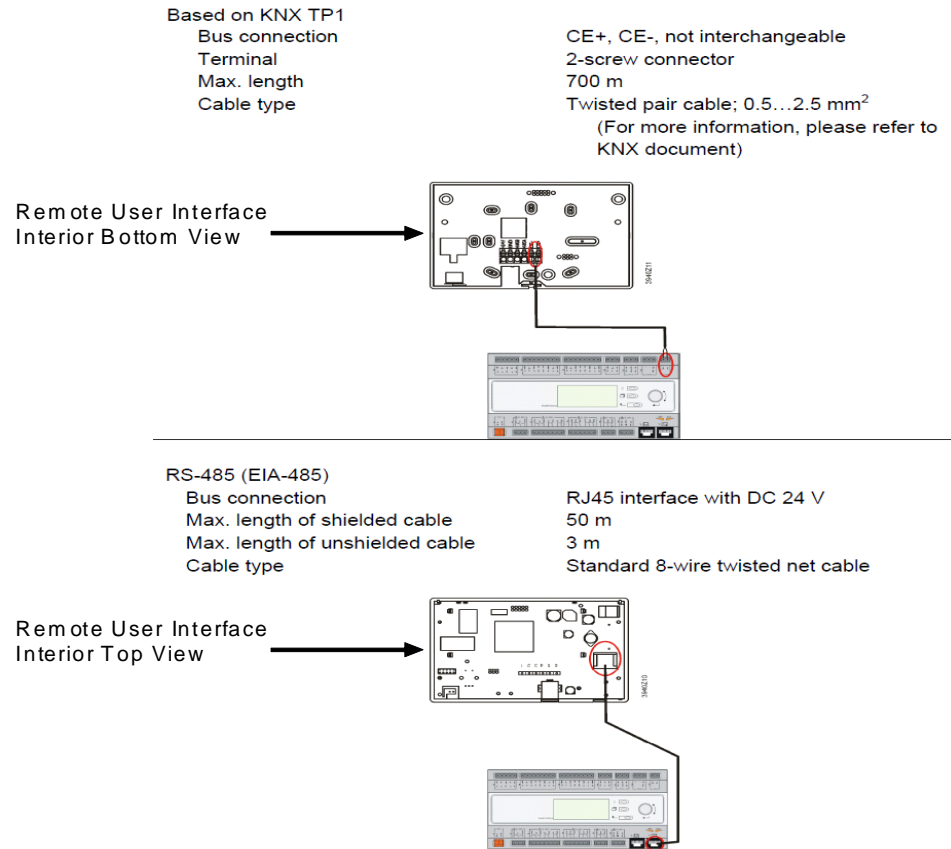 Based on KNX TP1
Bus connection CE+, CE-, not interchangeable
Terminal 2-screw connector
Max. length 700 m
Cable type Twisted pair cable; 0.5...2.5 mm²
(For more information, please refer to
KNX document)
Remote User Interface
Interior Bottom View
3946Z11
RS-485 (EIA-485)
Bus connection RJ45 interface with DC 24 V
Max. length of shielded cable 50 m
Max. length of unshielded cable 3 m
Cable type Standard 8-wire twisted net cable
Remote User Interface
Interior Top View
3946Z10